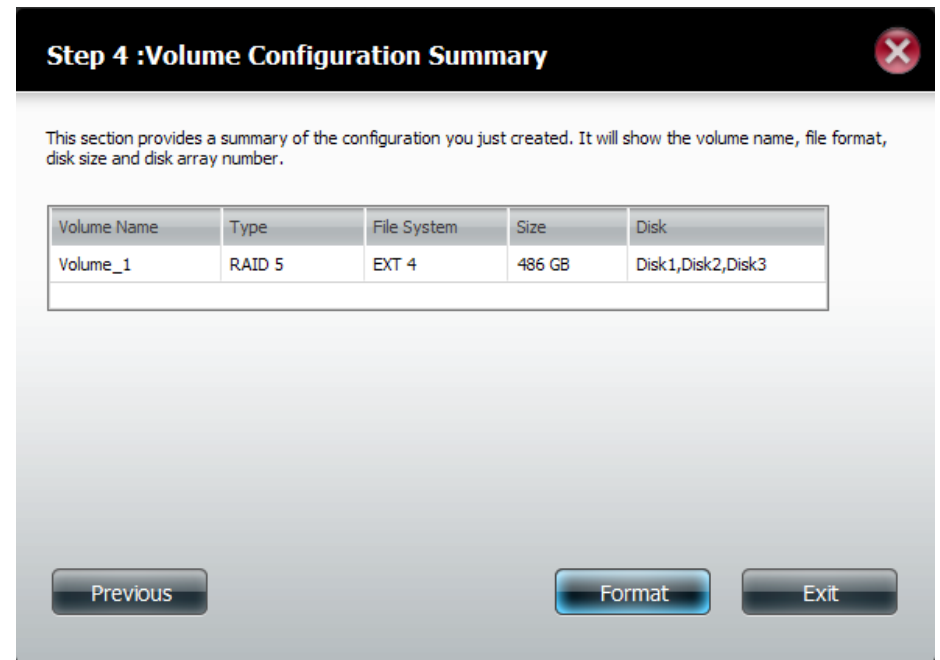 Step 4 :Volume Configuration Summary
This section provides a summary of the configuration you just created. It will show the volume name, file format,
disk size and disk array number.
Volume Name Type File System Size Disk
Volume_1 RAID 5 EXT 4 486 GB Disk1,Disk2,Disk3
Previous Format Exit